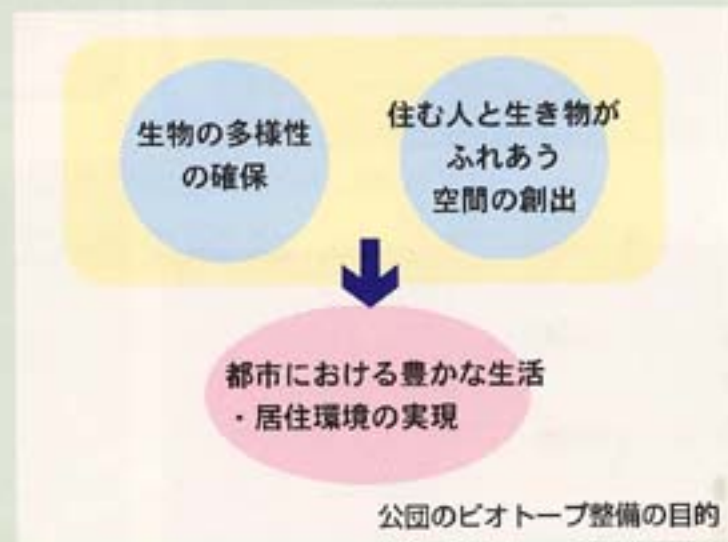 生物の多様性
の確保
住む人と生き物が
ふれあう
空間の創出
都市における豊かな生活
・居住環境の実現
公団のビオトープ整備の目的